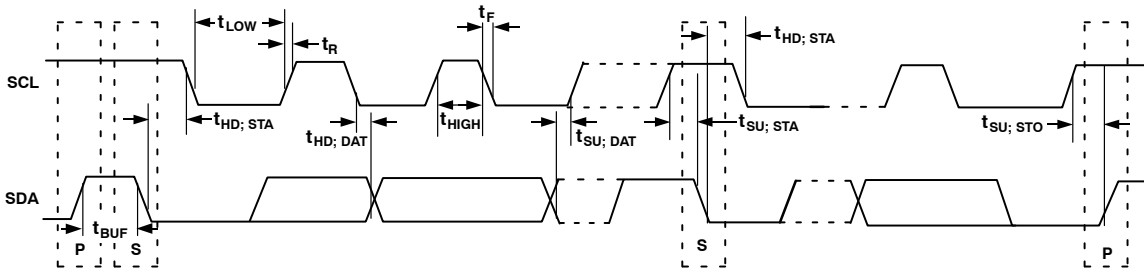 tLOW
tF
tR
tHD; STA
SCL
tHD; STA
tHD; DAT
tHIGH
tSU; DAT
tSU; STA
tSU; STO
SDA
tBUF
P
S
S
P